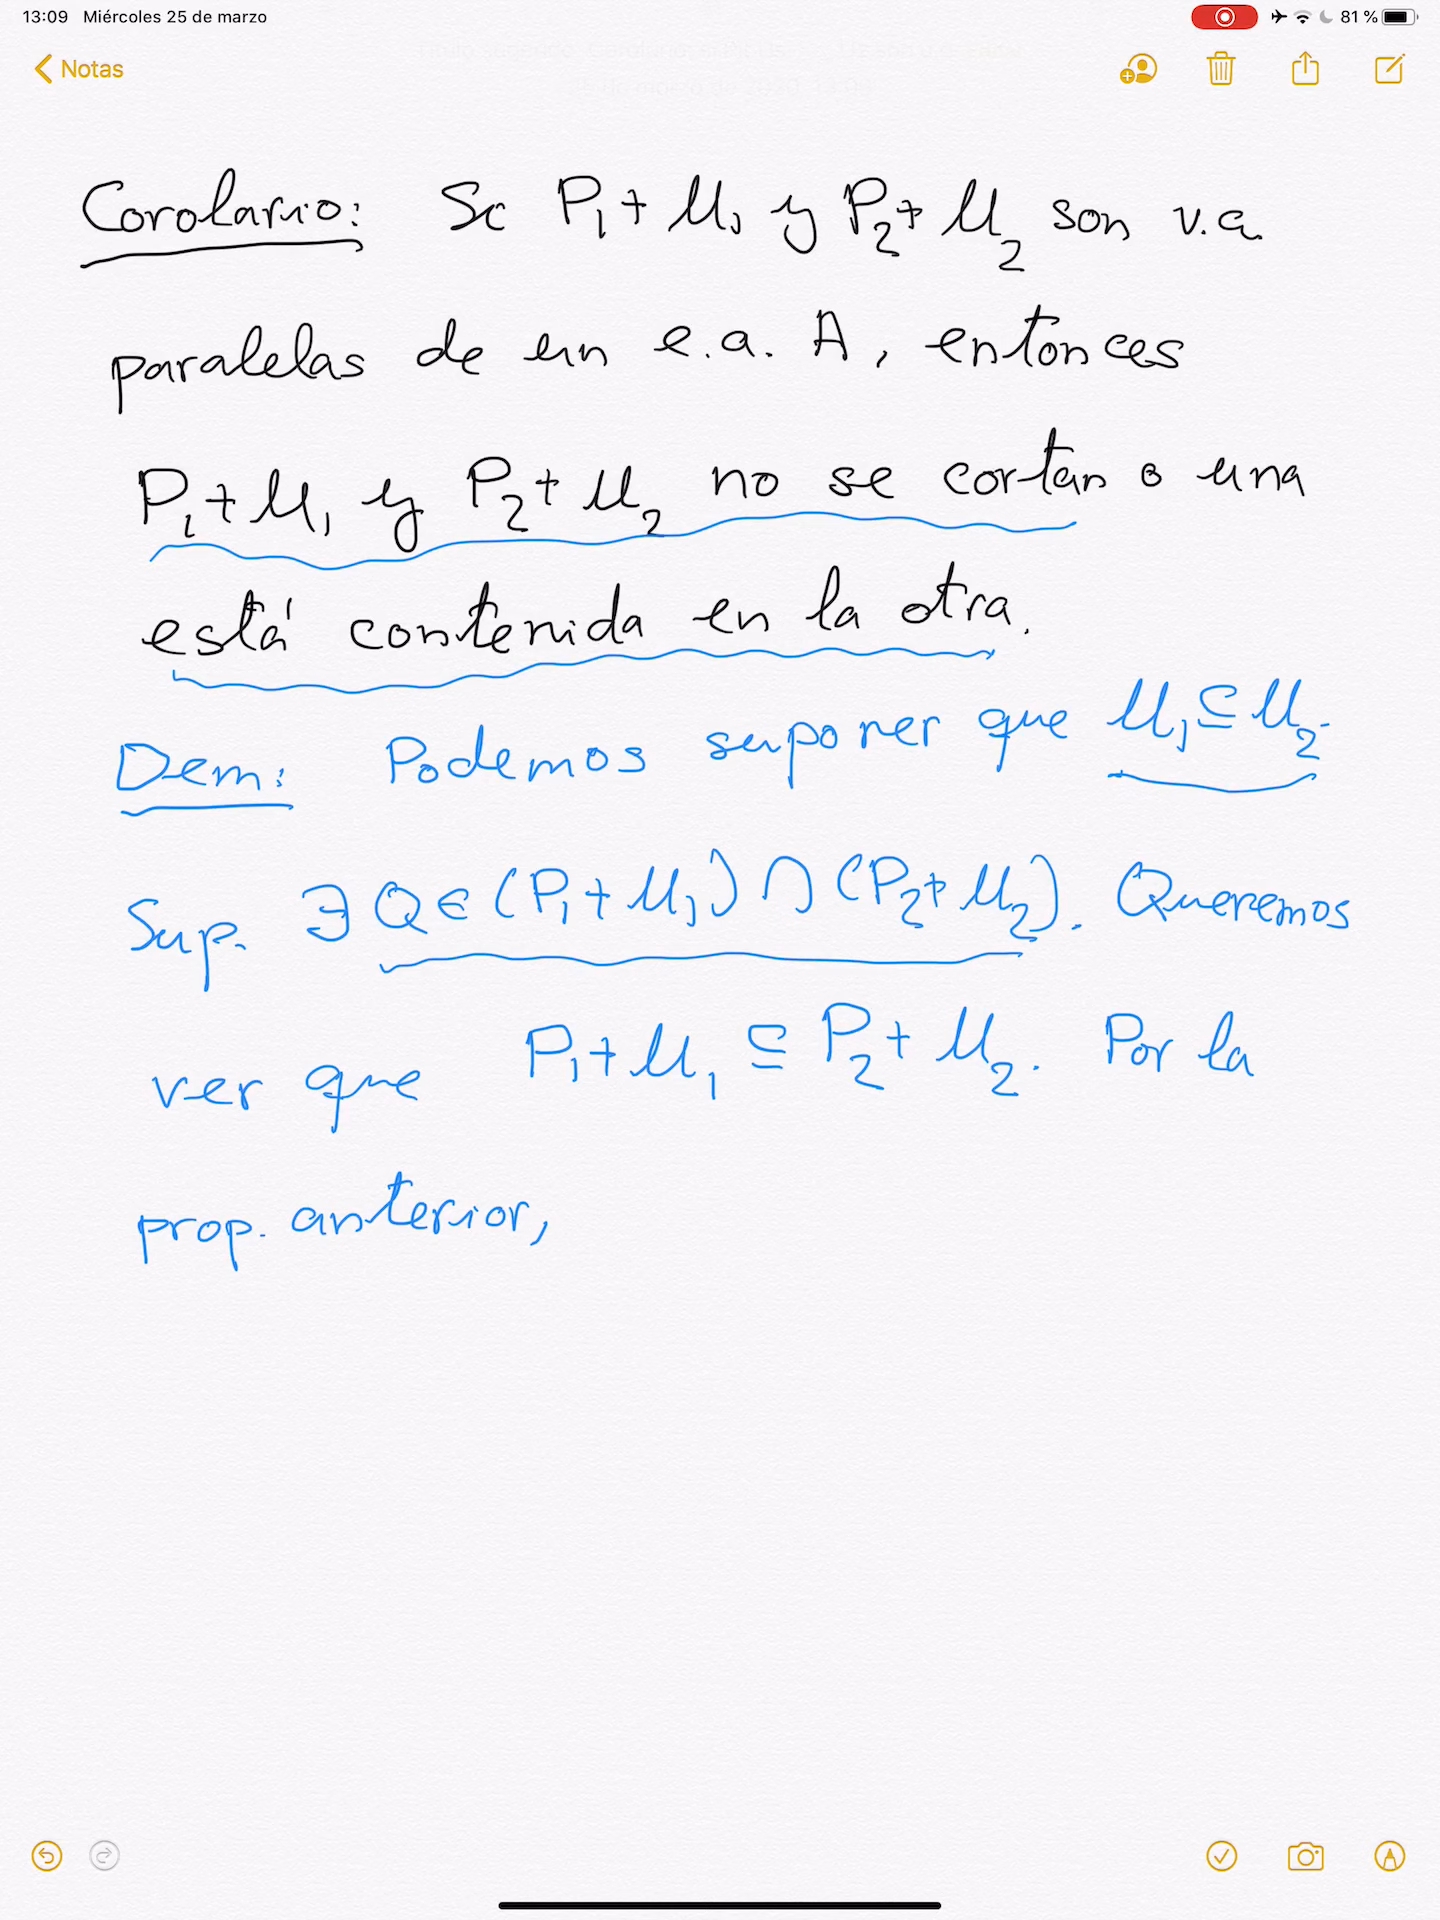 13:09 Miércoles 25 de marzo 81 %
Notas
Corolario: Si P₁ + U₁ y P₂ + U₂ son v.a.
paralelas de un e.a. A, entonces
P₁ + U₁ y P₂ + U₂ no se cortan o una
está contenida en la otra.
Dem: Podemos suponer que U₁ ⊆ U₂.
Sup. ∃ Q ∈ (P₁ + U₁) ∩ (P₂ + U₂). Queremos
ver que P₁ + U₁ ⊆ P₂ + U₂. Por la
prop. anterior,